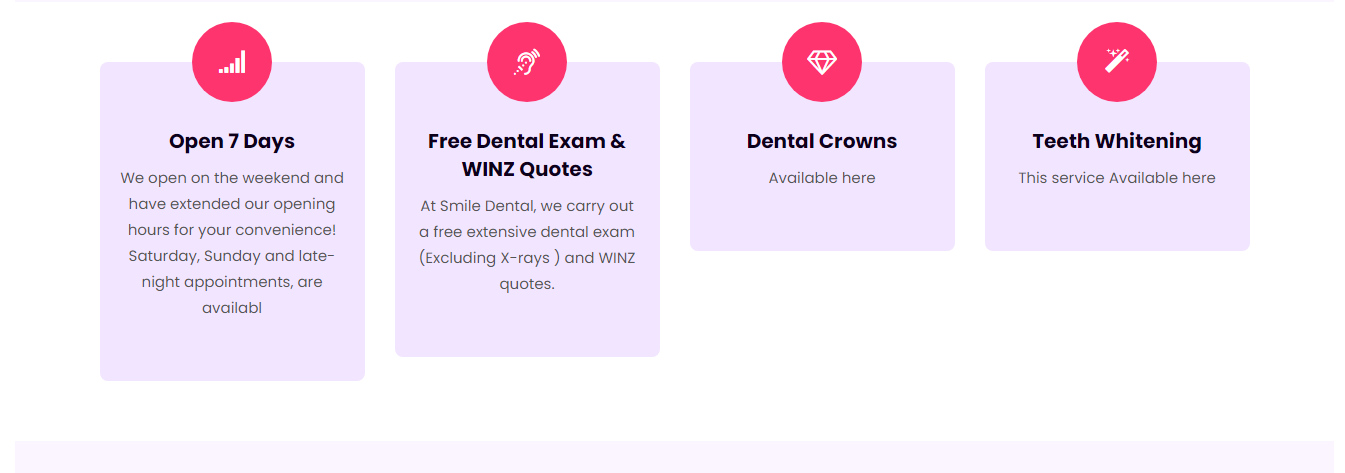 Open 7 Days
We open on the weekend and
have extended our opening
hours for your convenience!
Saturday, Sunday and late-
night appointments, are
availabl
Free Dental Exam &
WINZ Quotes
At Smile Dental, we carry out
a free extensive dental exam
(Excluding X-rays ) and WINZ
quotes.
Dental Crowns
Available here
Teeth Whitening
This service Available here